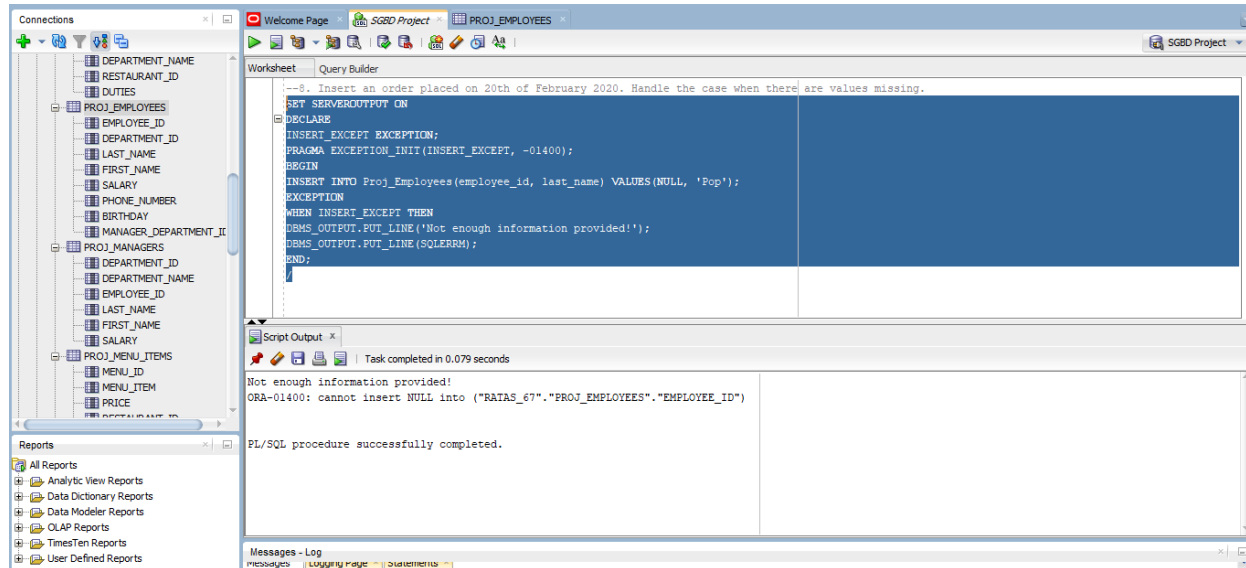 Connections
Welcome Page
SGBD Project
PROJ_EMPLOYEES
SGBD Project
DEPARTMENT_NAME
RESTAURANT_ID
DUTIES
PROJ_EMPLOYEES
EMPLOYEE_ID
DEPARTMENT_ID
LAST_NAME
FIRST_NAME
SALARY
PHONE_NUMBER
BIRTHDAY
MANAGER_DEPARTMENT_ID
PROJ_MANAGERS
DEPARTMENT_ID
DEPARTMENT_NAME
EMPLOYEE_ID
LAST_NAME
FIRST_NAME
SALARY
PROJ_MENU_ITEMS
MENU_ID
MENU_ITEM
PRICE
RESTAURANT_ID
Reports
All Reports
Analytic View Reports
Data Dictionary Reports
Data Modeler Reports
OLAP Reports
TimesTen Reports
User Defined Reports
Worksheet Query Builder
--8. Insert an order placed on 20th of February 2020. Handle the case when there are values missing.
SET SERVEROUTPUT ON
DECLARE
INSERT_EXCEPT EXCEPTION;
PRAGMA EXCEPTION_INIT(INSERT_EXCEPT, -01400);
BEGIN
INSERT INTO Proj_Employees(employee_id, last_name) VALUES(NULL, 'Pop');
EXCEPTION
WHEN INSERT_EXCEPT THEN
DBMS_OUTPUT.PUT_LINE('Not enough information provided!');
DBMS_OUTPUT.PUT_LINE(SQLERRM);
END;
/
Script Output x
Task completed in 0.079 seconds
Not enough information provided!
ORA-01400: cannot insert NULL into ("RATAS_67"."PROJ_EMPLOYEES"."EMPLOYEE_ID")
PL/SQL procedure successfully completed.
Messages - Log
Messages Logging Page Statements